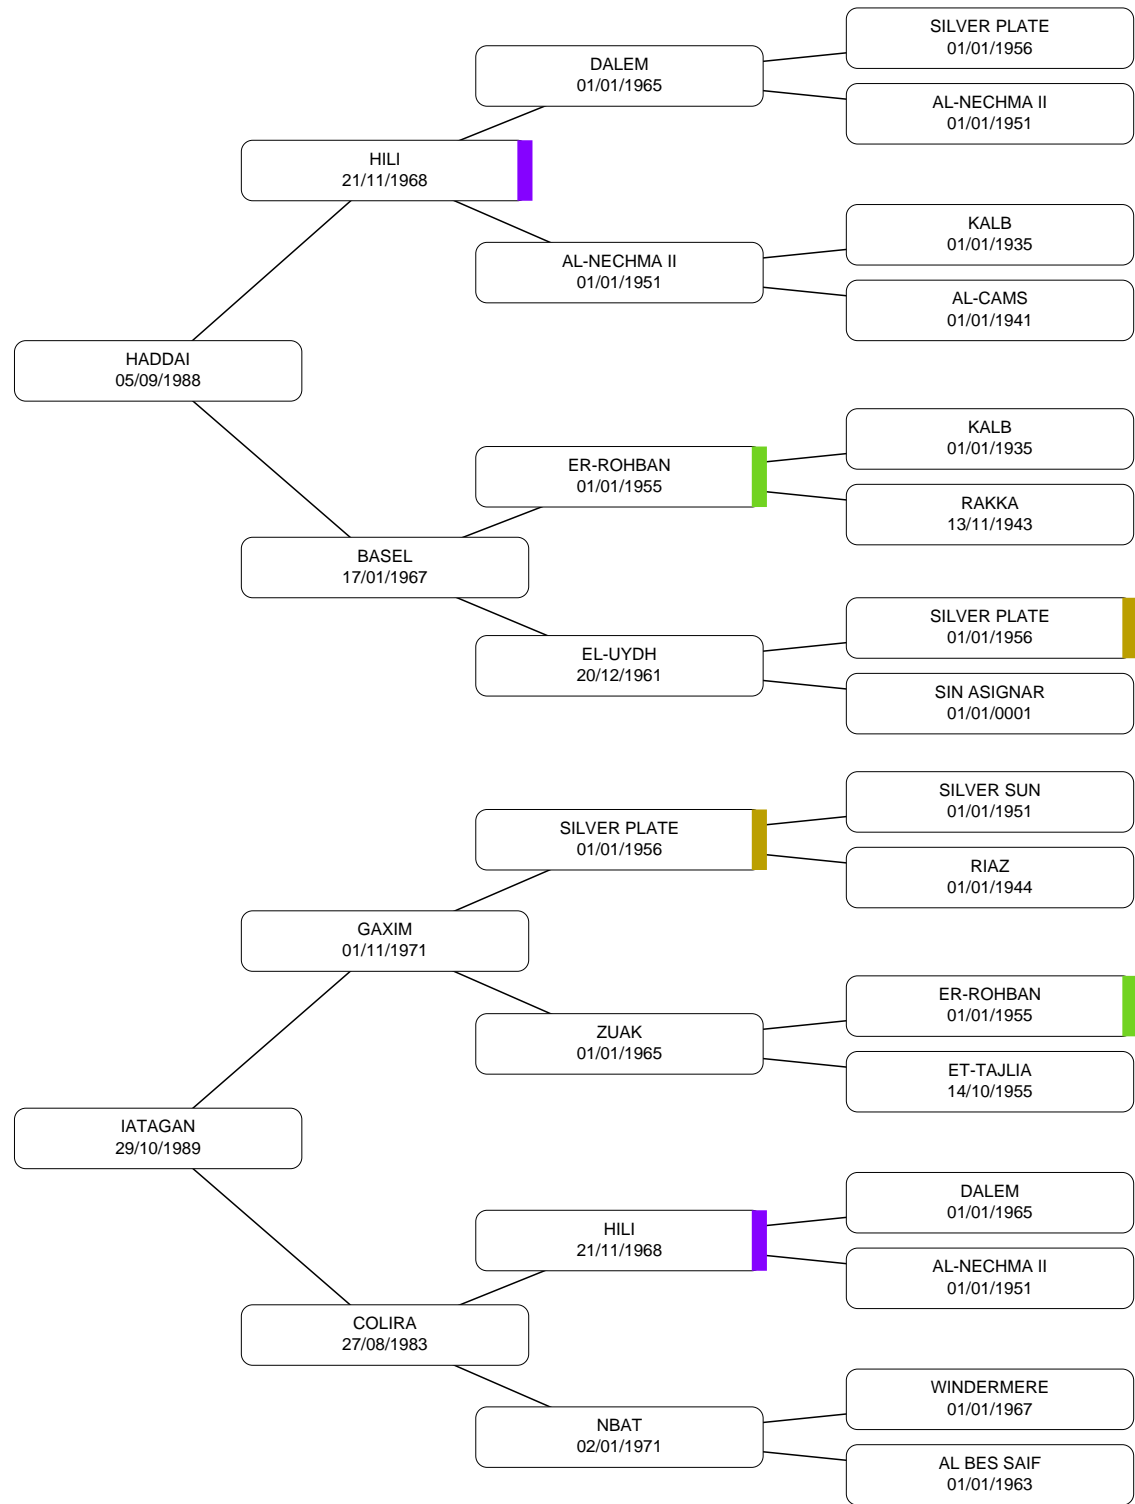 SILVER PLATE
01/01/1956
DALEM
01/01/1965
AL-NECHMA II
01/01/1951
HILI
21/11/1968
KALB
01/01/1935
AL-NECHMA II
01/01/1951
AL-CAMS
01/01/1941
HADDAI
05/09/1988
KALB
01/01/1935
ER-ROHBAN
01/01/1955
RAKKA
13/11/1943
BASEL
17/01/1967
SILVER PLATE
01/01/1956
EL-UYDH
20/12/1961
SIN ASIGNAR
01/01/0001
SILVER SUN
01/01/1951
SILVER PLATE
01/01/1956
RIAZ
01/01/1944
GAXIM
01/11/1971
ER-ROHBAN
01/01/1955
ZUAK
01/01/1965
ET-TAJLIA
14/10/1955
IATAGAN
29/10/1989
DALEM
01/01/1965
HILI
21/11/1968
AL-NECHMA II
01/01/1951
COLIRA
27/08/1983
WINDERMERE
01/01/1967
NBAT
02/01/1971
AL BES SAIF
01/01/1963